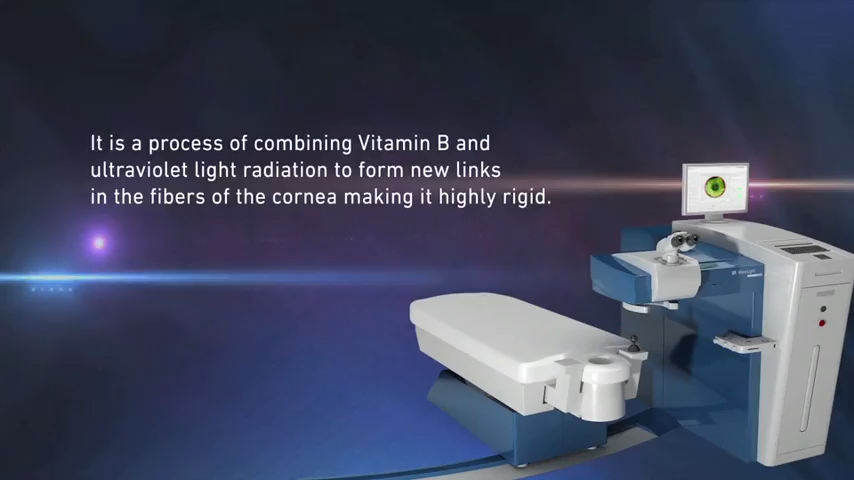 It is a process of combining Vitamin B and
ultraviolet light radiation to form new links
in the fibers of the cornea making it highly rigid.